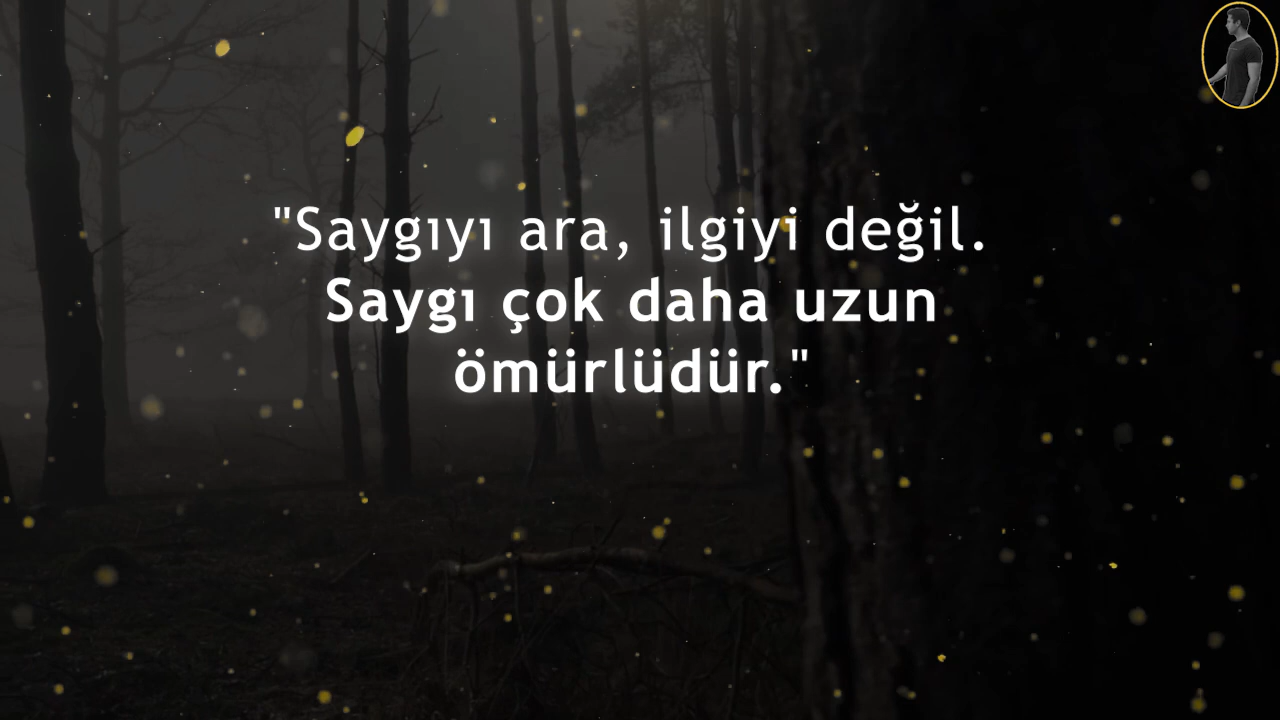 "Saygıyı ara, ilgiyi değil.
Saygı çok daha uzun
ömürlüdür."